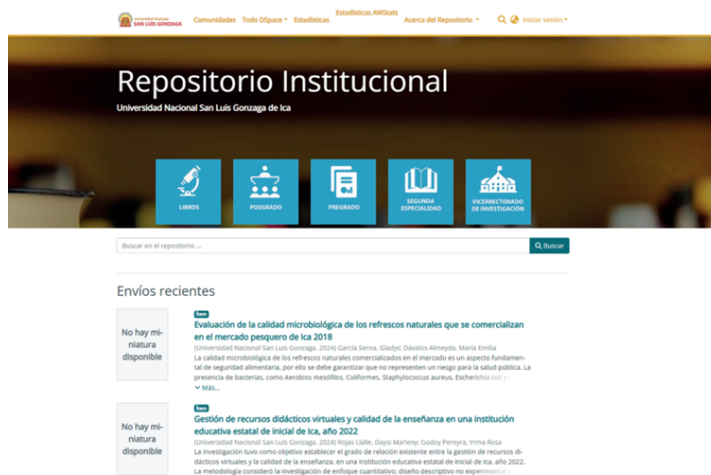 Universidad Nacional
SAN LUIS GONZAGA
Comunidades Todo DSpace Estadísticas Estadísticas AWStats Acerca del Repositorio Iniciar sesión
Repositorio Institucional
Universidad Nacional San Luis Gonzaga de Ica
LIBROS
POSGRADO
PREGRADO
SEGUNDA
ESPECIALIDAD
VICERRECTORADO
DE INVESTIGACIÓN
Buscar en el repositorio ...
Buscar
Envíos recientes
No hay mi-
niatura
disponible
Ítem
Evaluación de la calidad microbiológica de los refrescos naturales que se comercializan
en el mercado pesquero de Ica 2018
(Universidad Nacional San Luis Gonzaga, 2024) García Serna, Gladys; Dávalos Almeyda, María Emilia
La calidad microbiológica de los refrescos naturales comercializados en el mercado es un aspecto fundamen-
tal de seguridad alimentaria, por ello se debe garantizar que no representen un riesgo para la salud pública. La
presencia de bacterias, como Aerobios mesófilos, Coliformes, Staphylococcus aureus, Escherichia coli y
Más...
No hay mi-
niatura
disponible
Ítem
Gestión de recursos didácticos virtuales y calidad de la enseñanza en una institución
educativa estatal de inicial de Ica, año 2022
(Universidad Nacional San Luis Gonzaga, 2024) Rojas Llalle, Daysi Marleny; Godoy Pereyra, Yrma Rosa
La investigación tuvo como objetivo establecer el grado de relación existente entre la gestión de recursos di-
dácticos virtuales y la calidad de la enseñanza, en una institución educativa estatal de inicial de Ica, año 2022.
La metodología consideró la investigación de enfoque cuantitativo; diseño descriptivo no experimental